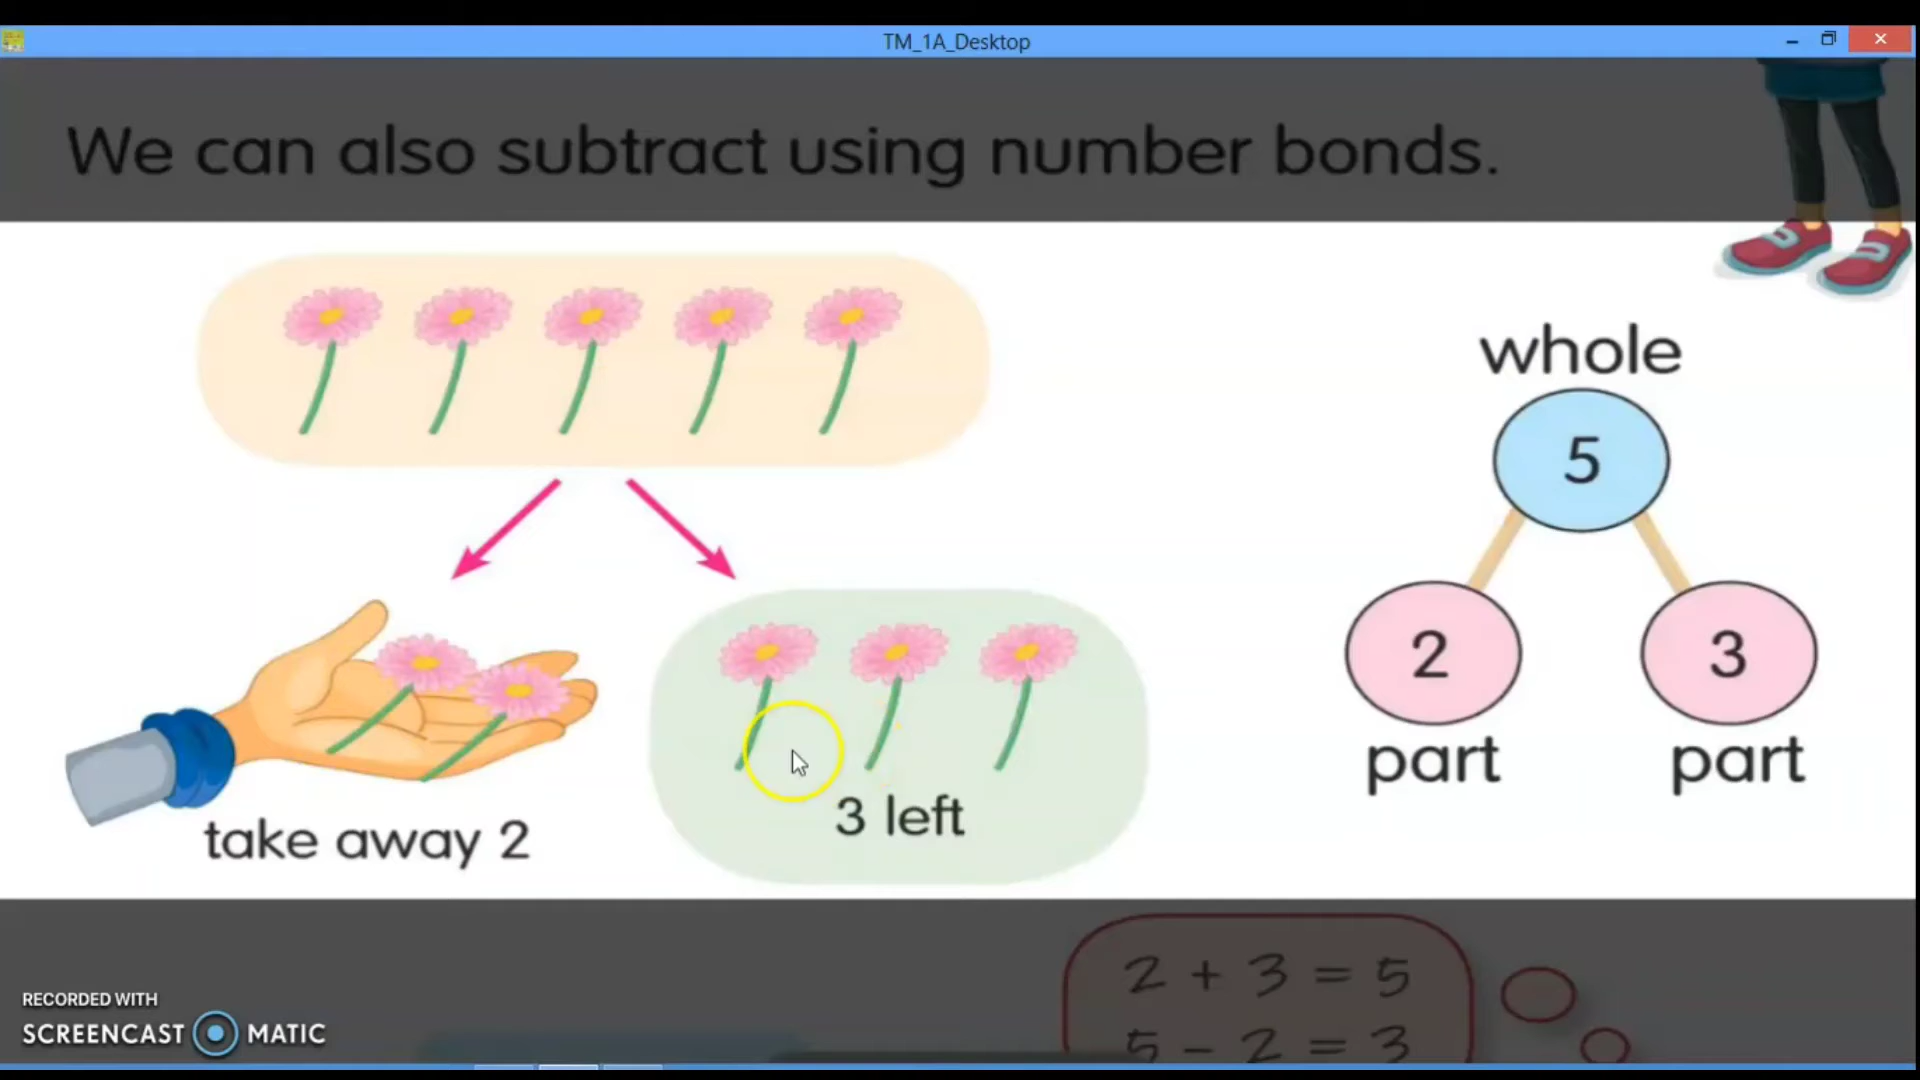 TM_1A_Desktop
We can also subtract using number bonds.
whole
5
2
3
part
part
take away 2
3 left
2 + 3 = 5
5 - 2 = 3
RECORDED WITH
SCREENCAST MATIC